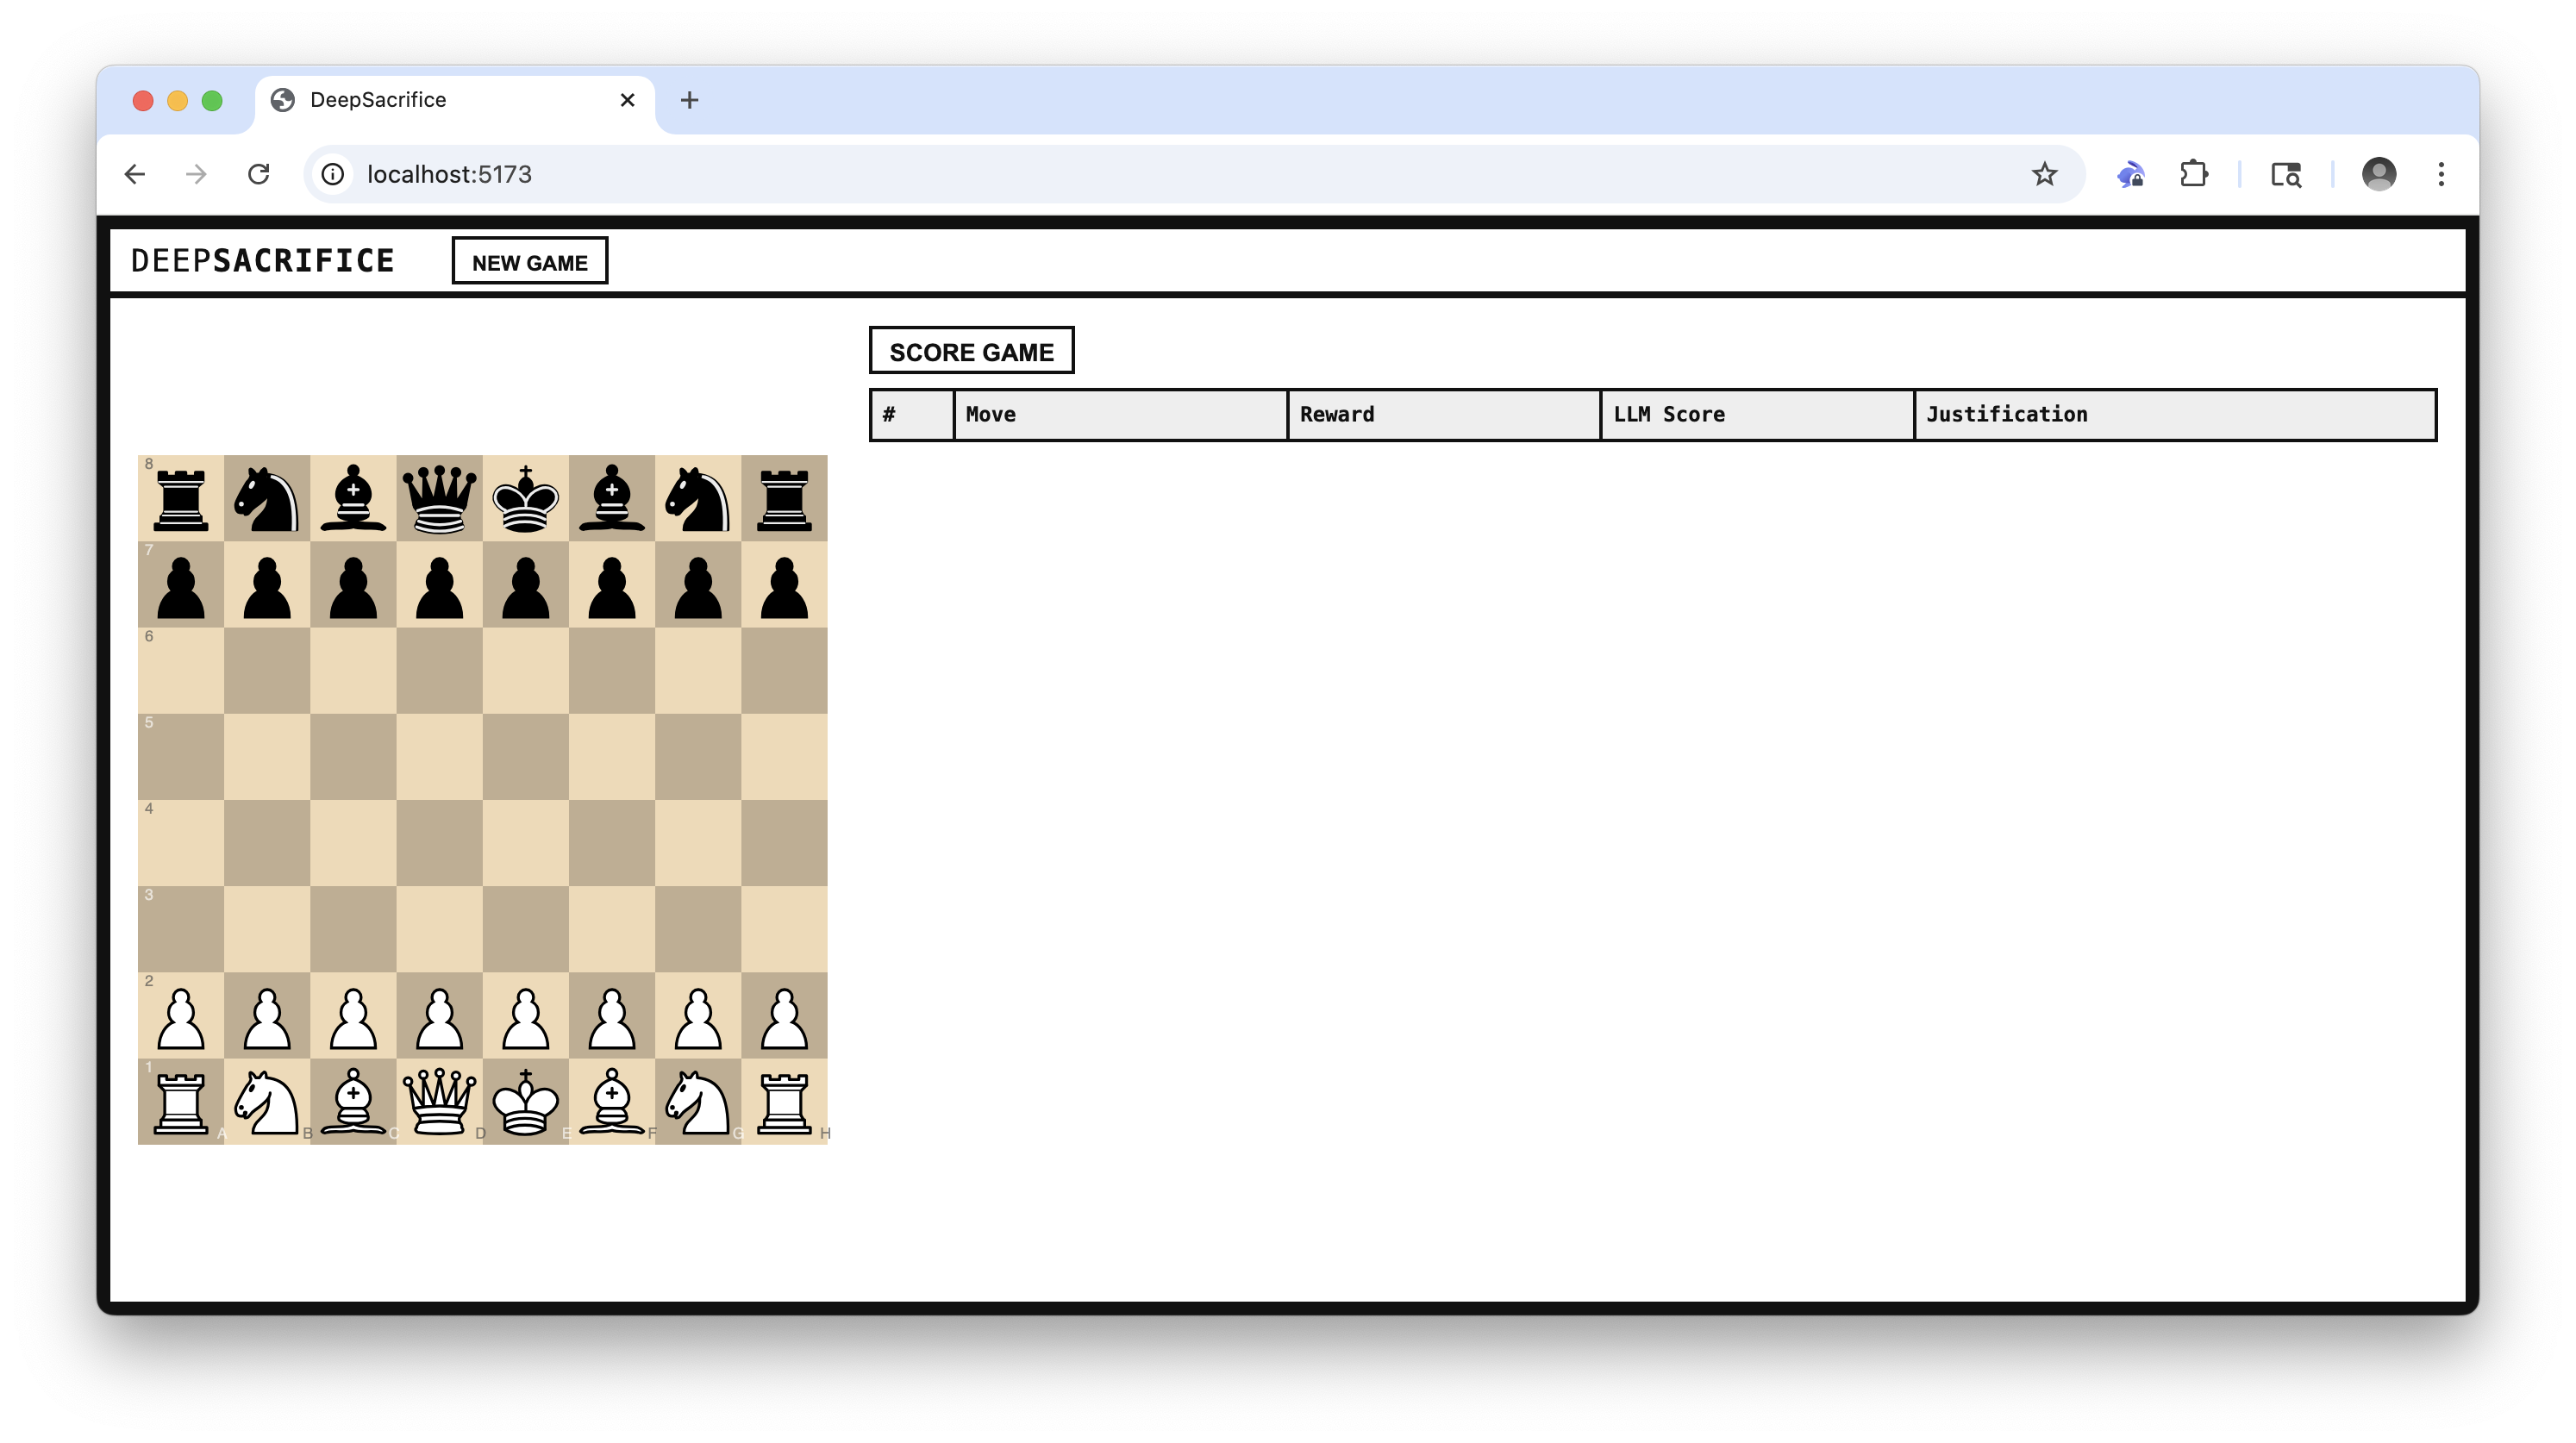 DeepSacrifice
localhost:5173
DEEPSACRIFICE
NEW GAME
SCORE GAME
# Move Reward LLM Score Justification
8
7
6
5
4
3
2
1
A B C D E F G H